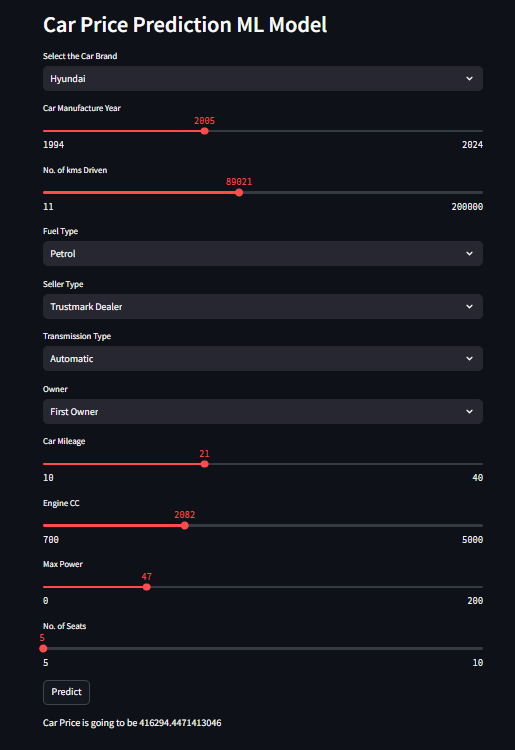 Car Price Prediction ML Model
Select the Car Brand
Hyundai
Car Manufacture Year
2005
1994 2024
No. of kms Driven
89021
11 200000
Fuel Type
Petrol
Seller Type
Trustmark Dealer
Transmission Type
Automatic
Owner
First Owner
Car Mileage
21
10 40
Engine CC
2082
700 5000
Max Power
47
0 200
No. of Seats
5
5 10
Predict
Car Price is going to be 416294.4471413046